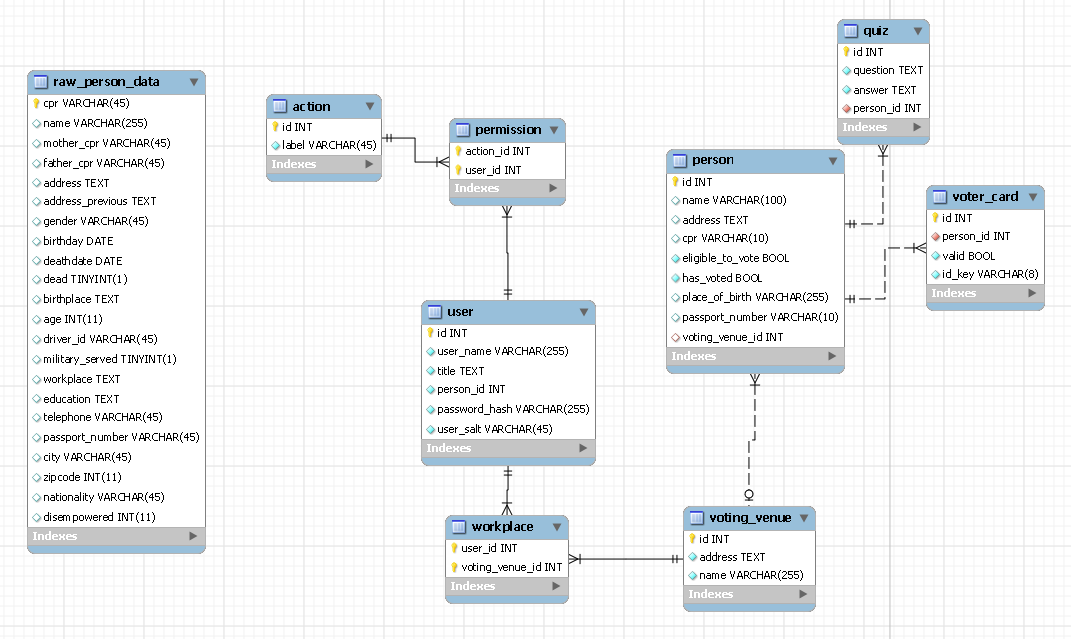 raw_person_data
cpr VARCHAR(45)
name VARCHAR(255)
mother_cpr VARCHAR(45)
father_cpr VARCHAR(45)
address TEXT
address_previous TEXT
gender VARCHAR(45)
birthday DATE
deathdate DATE
dead TINYINT(1)
birthplace TEXT
age INT(11)
driver_id VARCHAR(45)
military_served TINYINT(1)
workplace TEXT
education TEXT
telephone VARCHAR(45)
passport_number VARCHAR(45)
city VARCHAR(45)
zipcode INT(11)
nationality VARCHAR(45)
disempowered INT(11)
Indexes
action
id INT
label VARCHAR(45)
Indexes
permission
action_id INT
user_id INT
Indexes
user
id INT
user_name VARCHAR(255)
title TEXT
person_id INT
password_hash VARCHAR(255)
user_salt VARCHAR(45)
Indexes
workplace
user_id INT
voting_venue_id INT
Indexes
quiz
id INT
question TEXT
answer TEXT
person_id INT
Indexes
person
id INT
name VARCHAR(100)
address TEXT
cpr VARCHAR(10)
eligible_to_vote BOOL
has_voted BOOL
place_of_birth VARCHAR(255)
passport_number VARCHAR(10)
voting_venue_id INT
Indexes
voter_card
id INT
person_id INT
valid BOOL
id_key VARCHAR(8)
Indexes
voting_venue
id INT
address TEXT
name VARCHAR(255)
Indexes